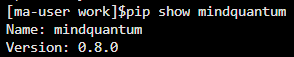 [ma-user work]$pip show mindquantum
Name: mindquantum
Version: 0.8.0